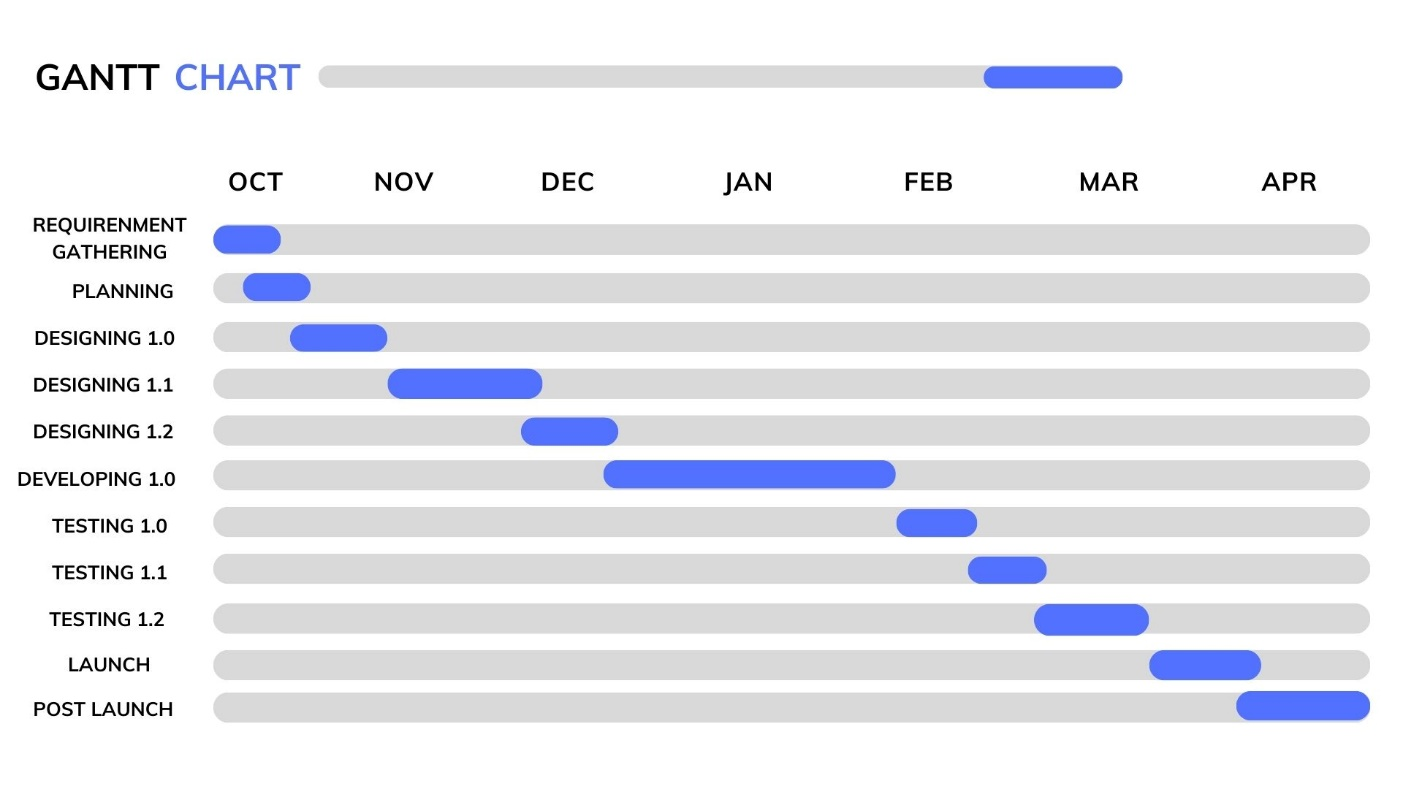 GANTT CHART
OCT NOV DEC JAN FEB MAR APR
REQUIRENMENT
GATHERING
PLANNING
DESIGNING 1.0
DESIGNING 1.1
DESIGNING 1.2
DEVELOPING 1.0
TESTING 1.0
TESTING 1.1
TESTING 1.2
LAUNCH
POST LAUNCH